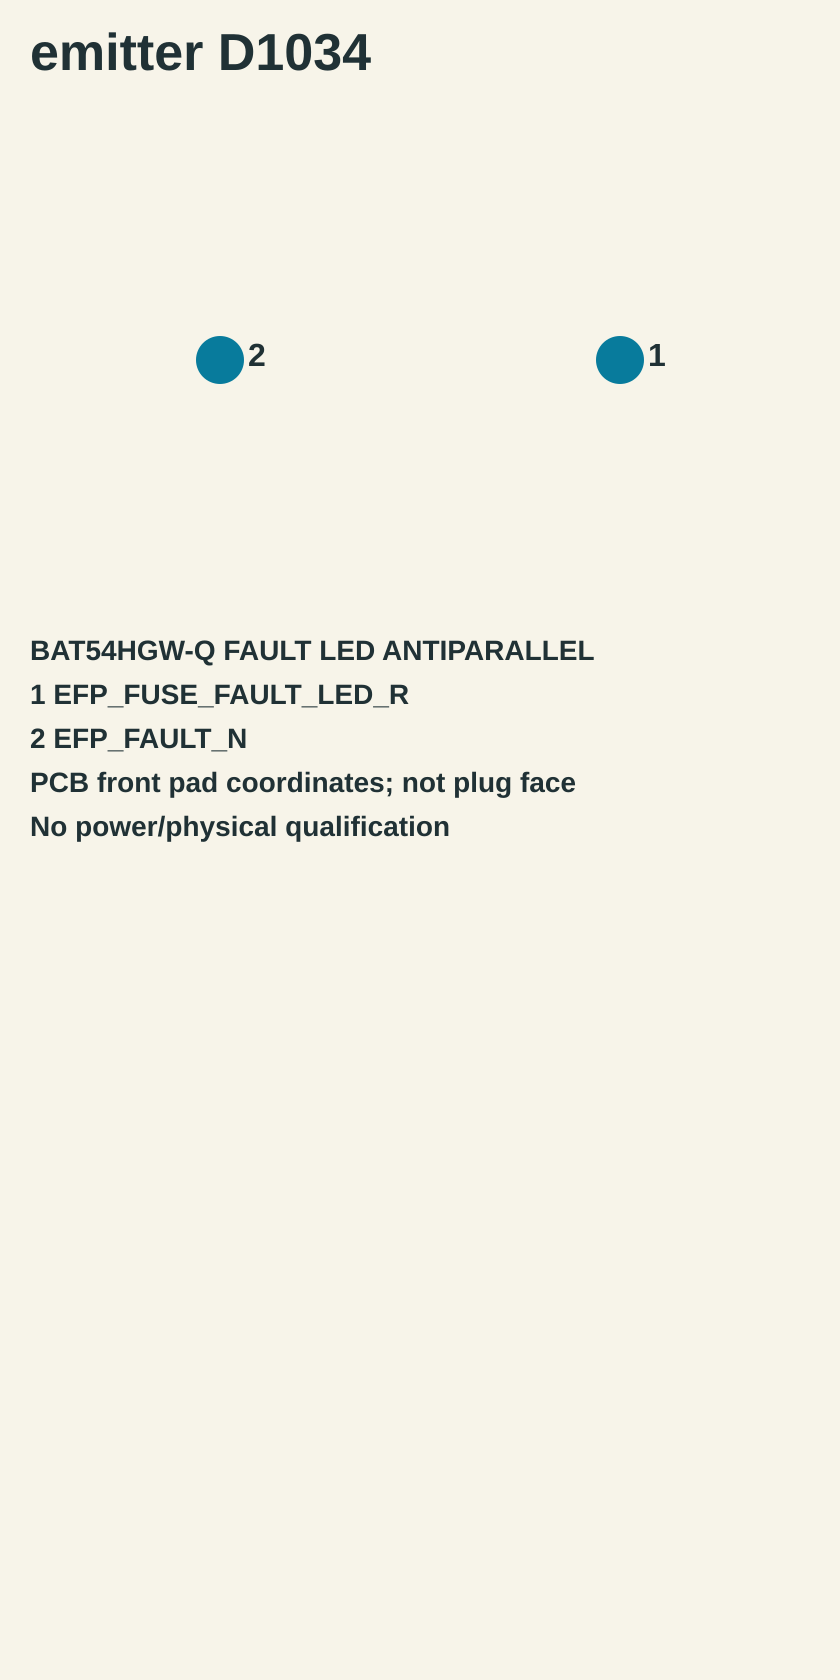 emitter D1034
2
1
BAT54HGW-Q FAULT LED ANTIPARALLEL
1 EFP_FUSE_FAULT_LED_R
2 EFP_FAULT_N
PCB front pad coordinates; not plug face
No power/physical qualification